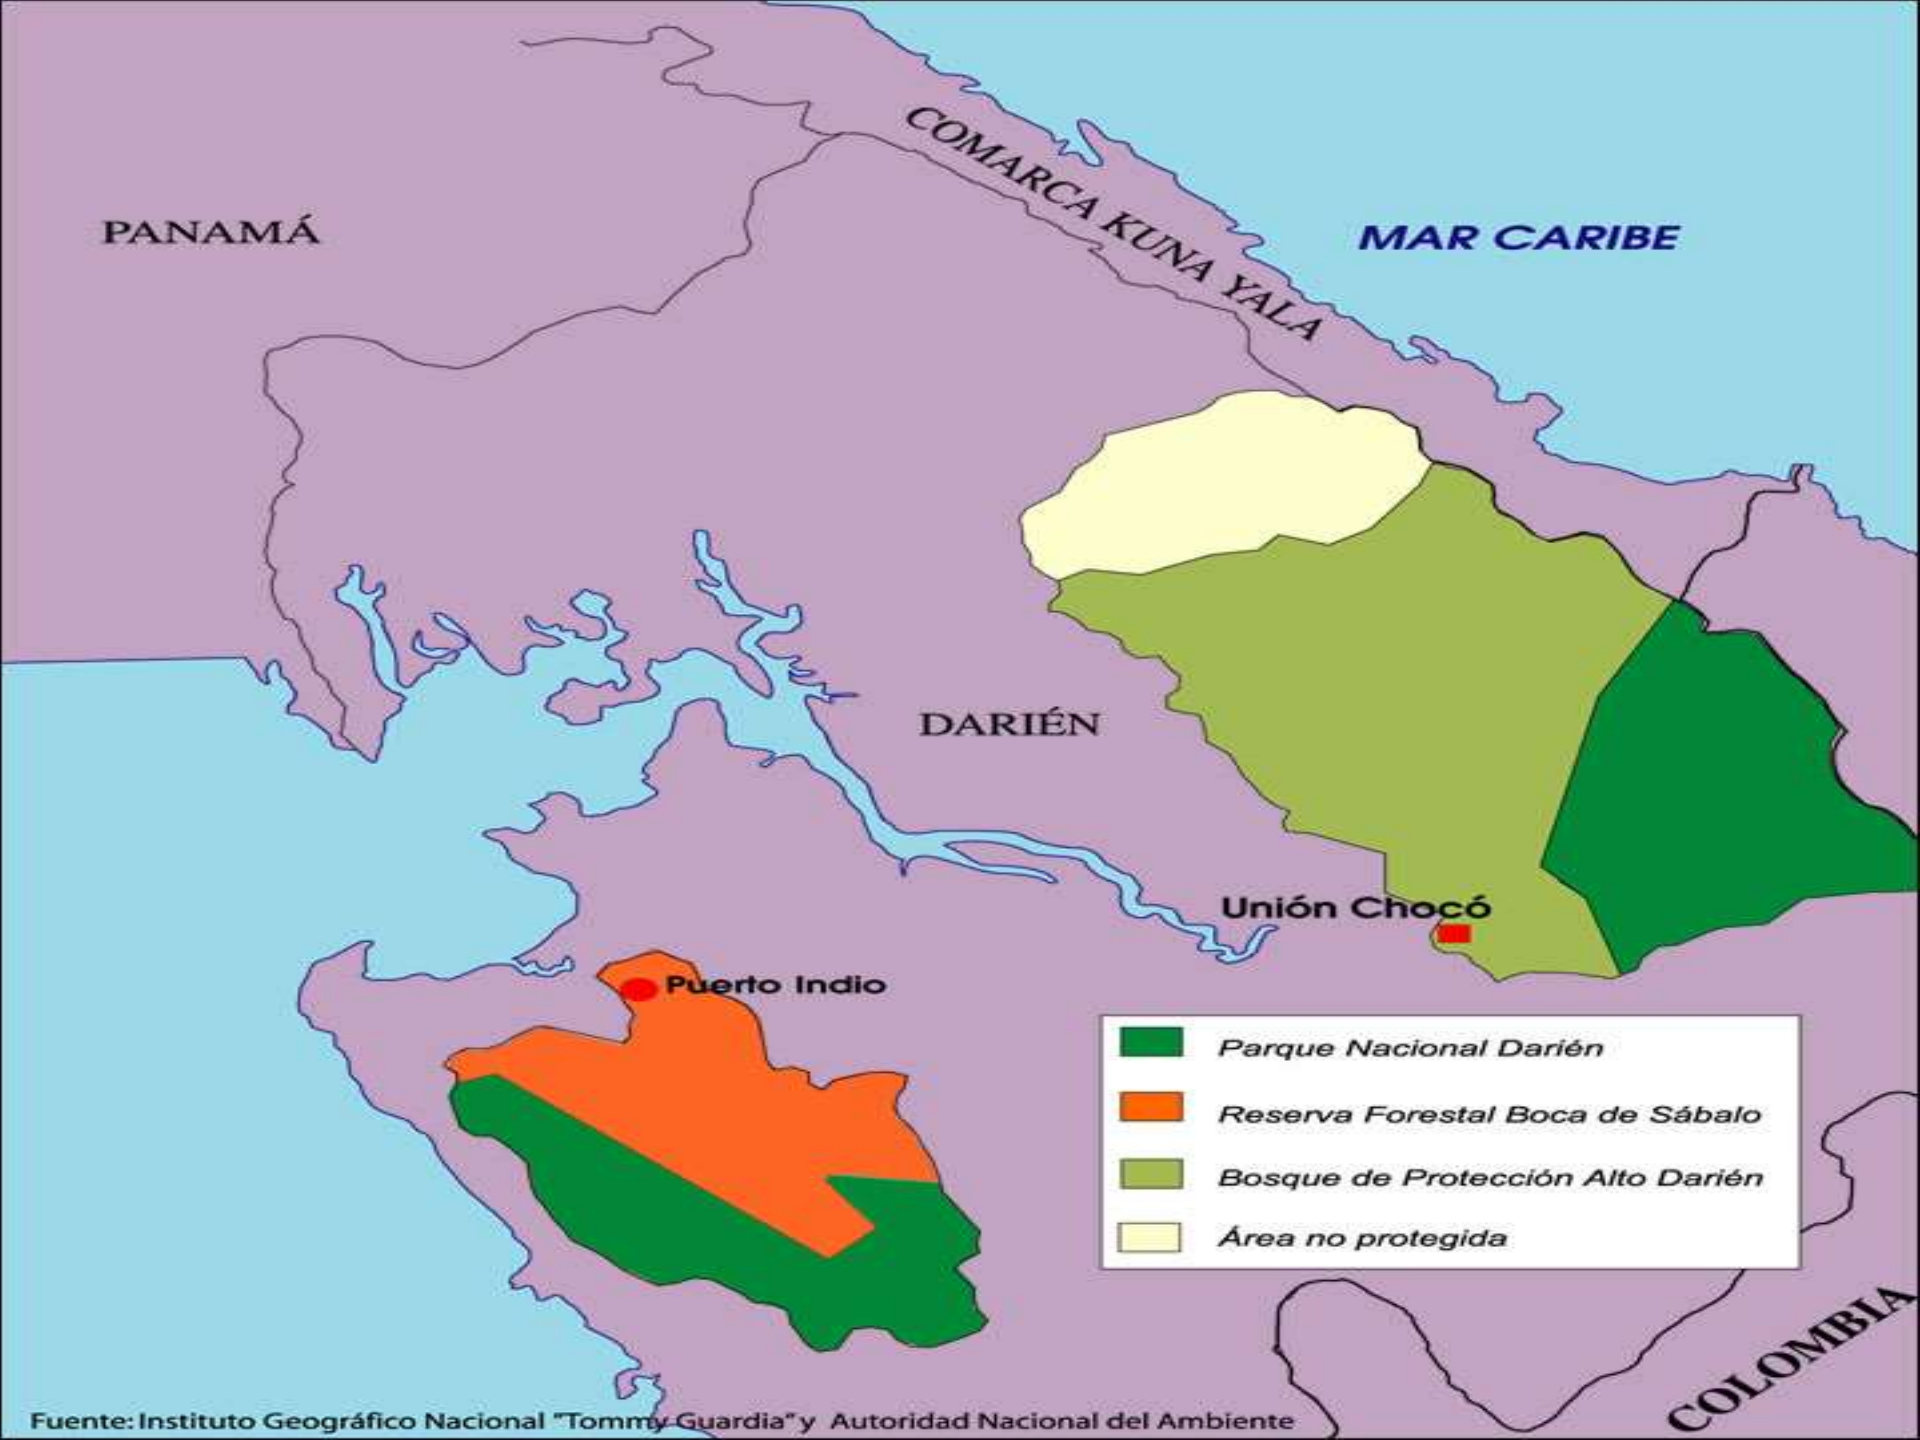 COMARCA KUNA YALA
PANAMÁ
MAR CARIBE
DARIÉN
Unión Chocó
Puerto Indio
Parque Nacional Darién
Reserva Forestal Boca de Sábalo
Bosque de Protección Alto Darién
Área no protegida
COLOMBIA
Fuente: Instituto Geográfico Nacional "Tommy Guardia" y Autoridad Nacional del Ambiente